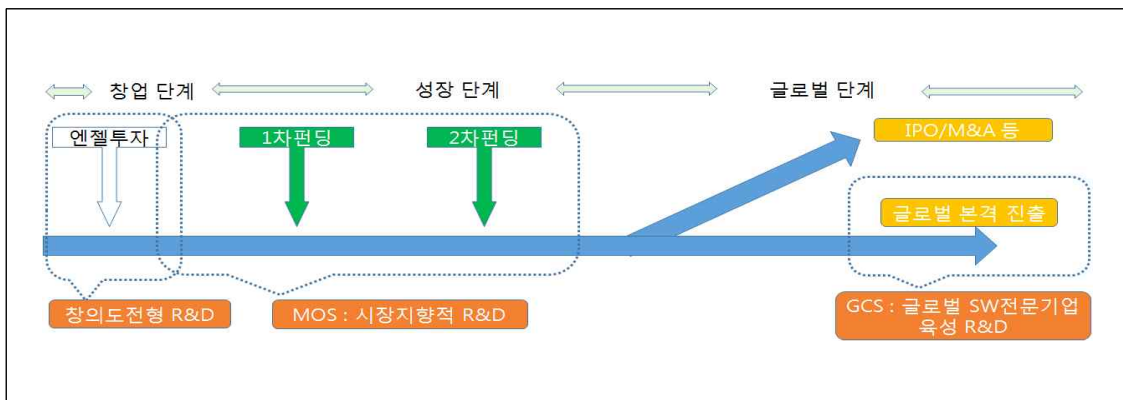 창업 단계
성장 단계
글로벌 단계
엔젤투자
1차펀딩
2차펀딩
IPO/M&A 등
글로벌 본격 진출
창의도전형 R&D
MOS : 시장지향적 R&D
GCS : 글로벌 SW전문기업
육성 R&D